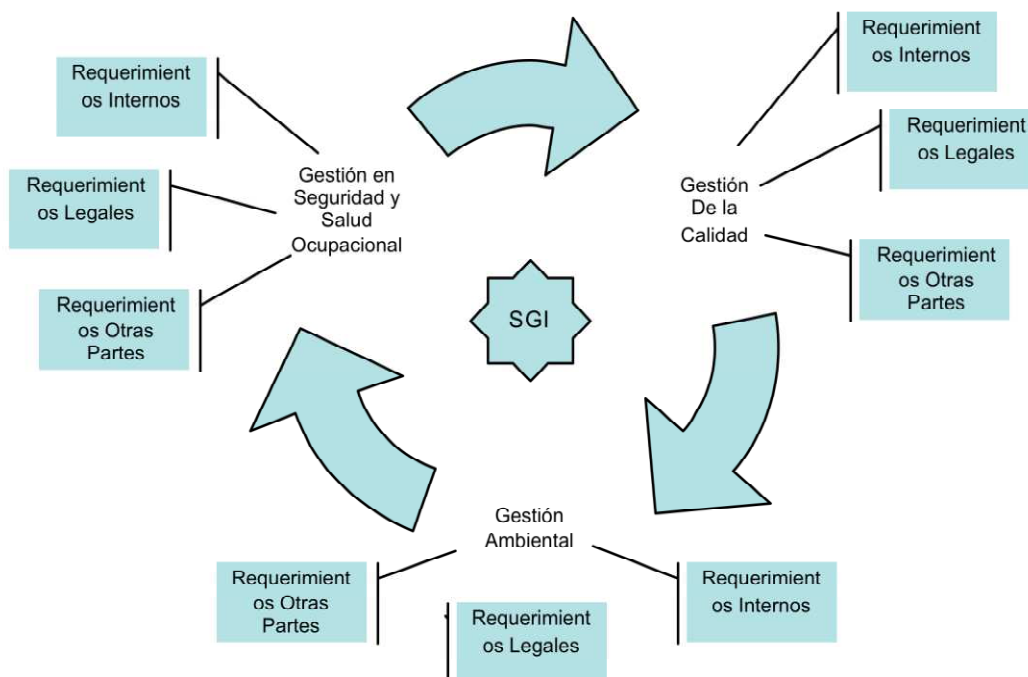 Requerimient
os Internos
Requerimient
os Legales
Requerimient
os Otras
Partes
Gestión en
Seguridad y
Salud
Ocupacional
Gestión
De la
Calidad
Requerimient
os Internos
Requerimient
os Legales
Requerimient
os Otras
Partes
SGI
Gestión
Ambiental
Requerimient
os Otras
Partes
Requerimient
os Legales
Requerimient
os Internos